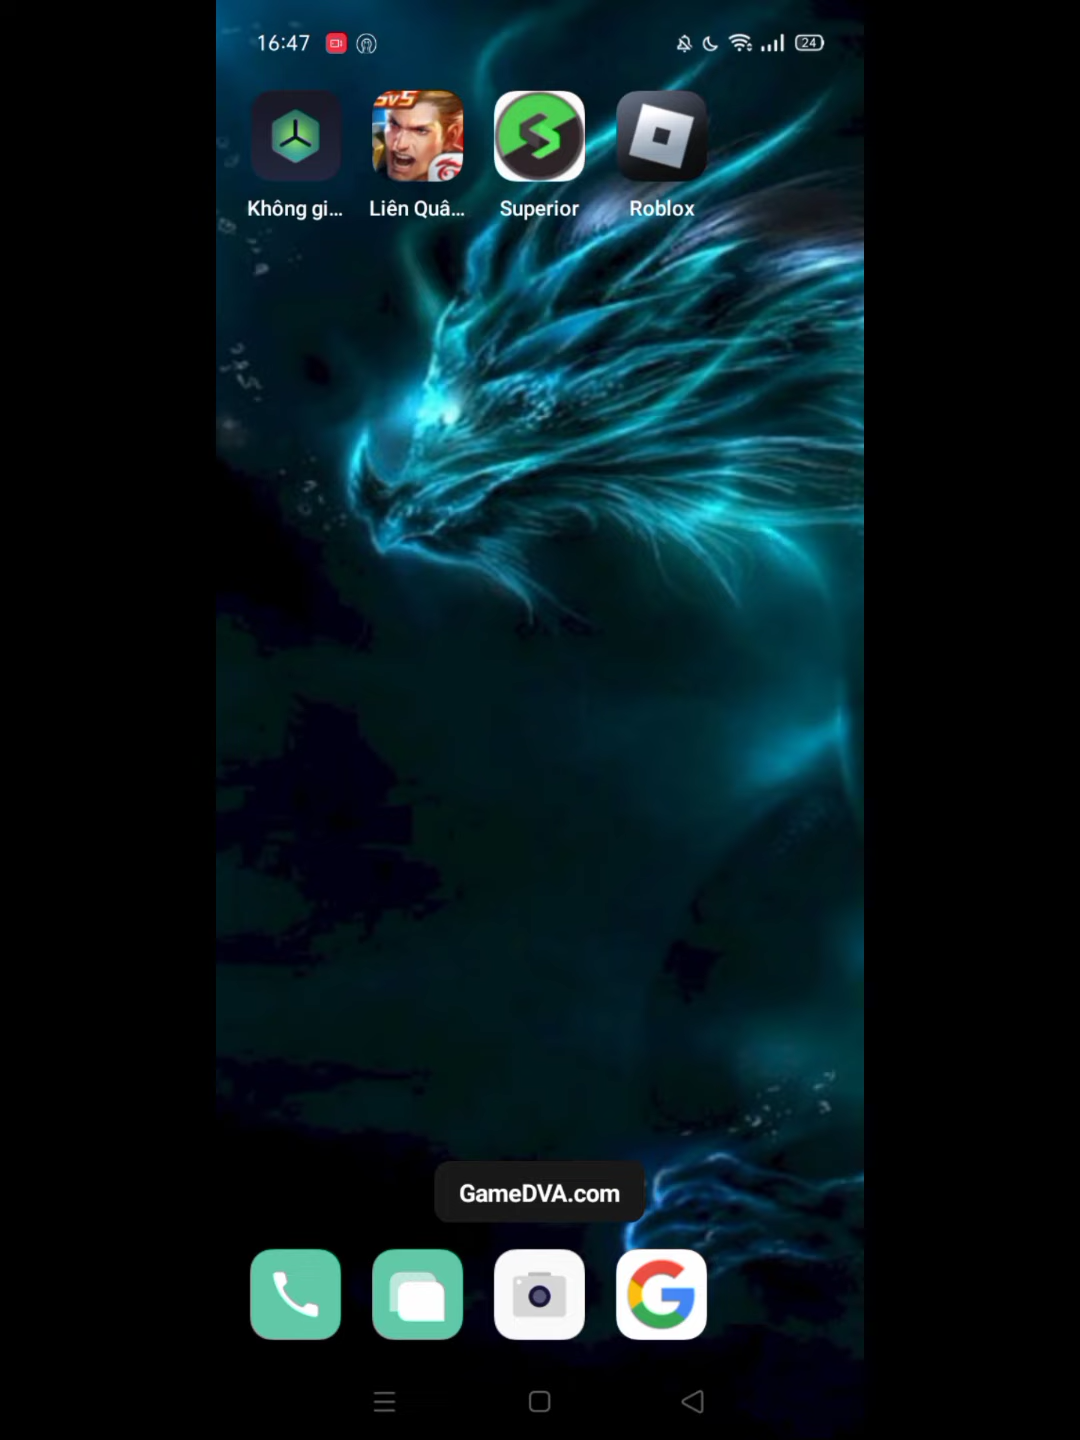 16:47
24
5v5
Không gi...
Liên Quâ...
Superior
Roblox
GameDVA.com